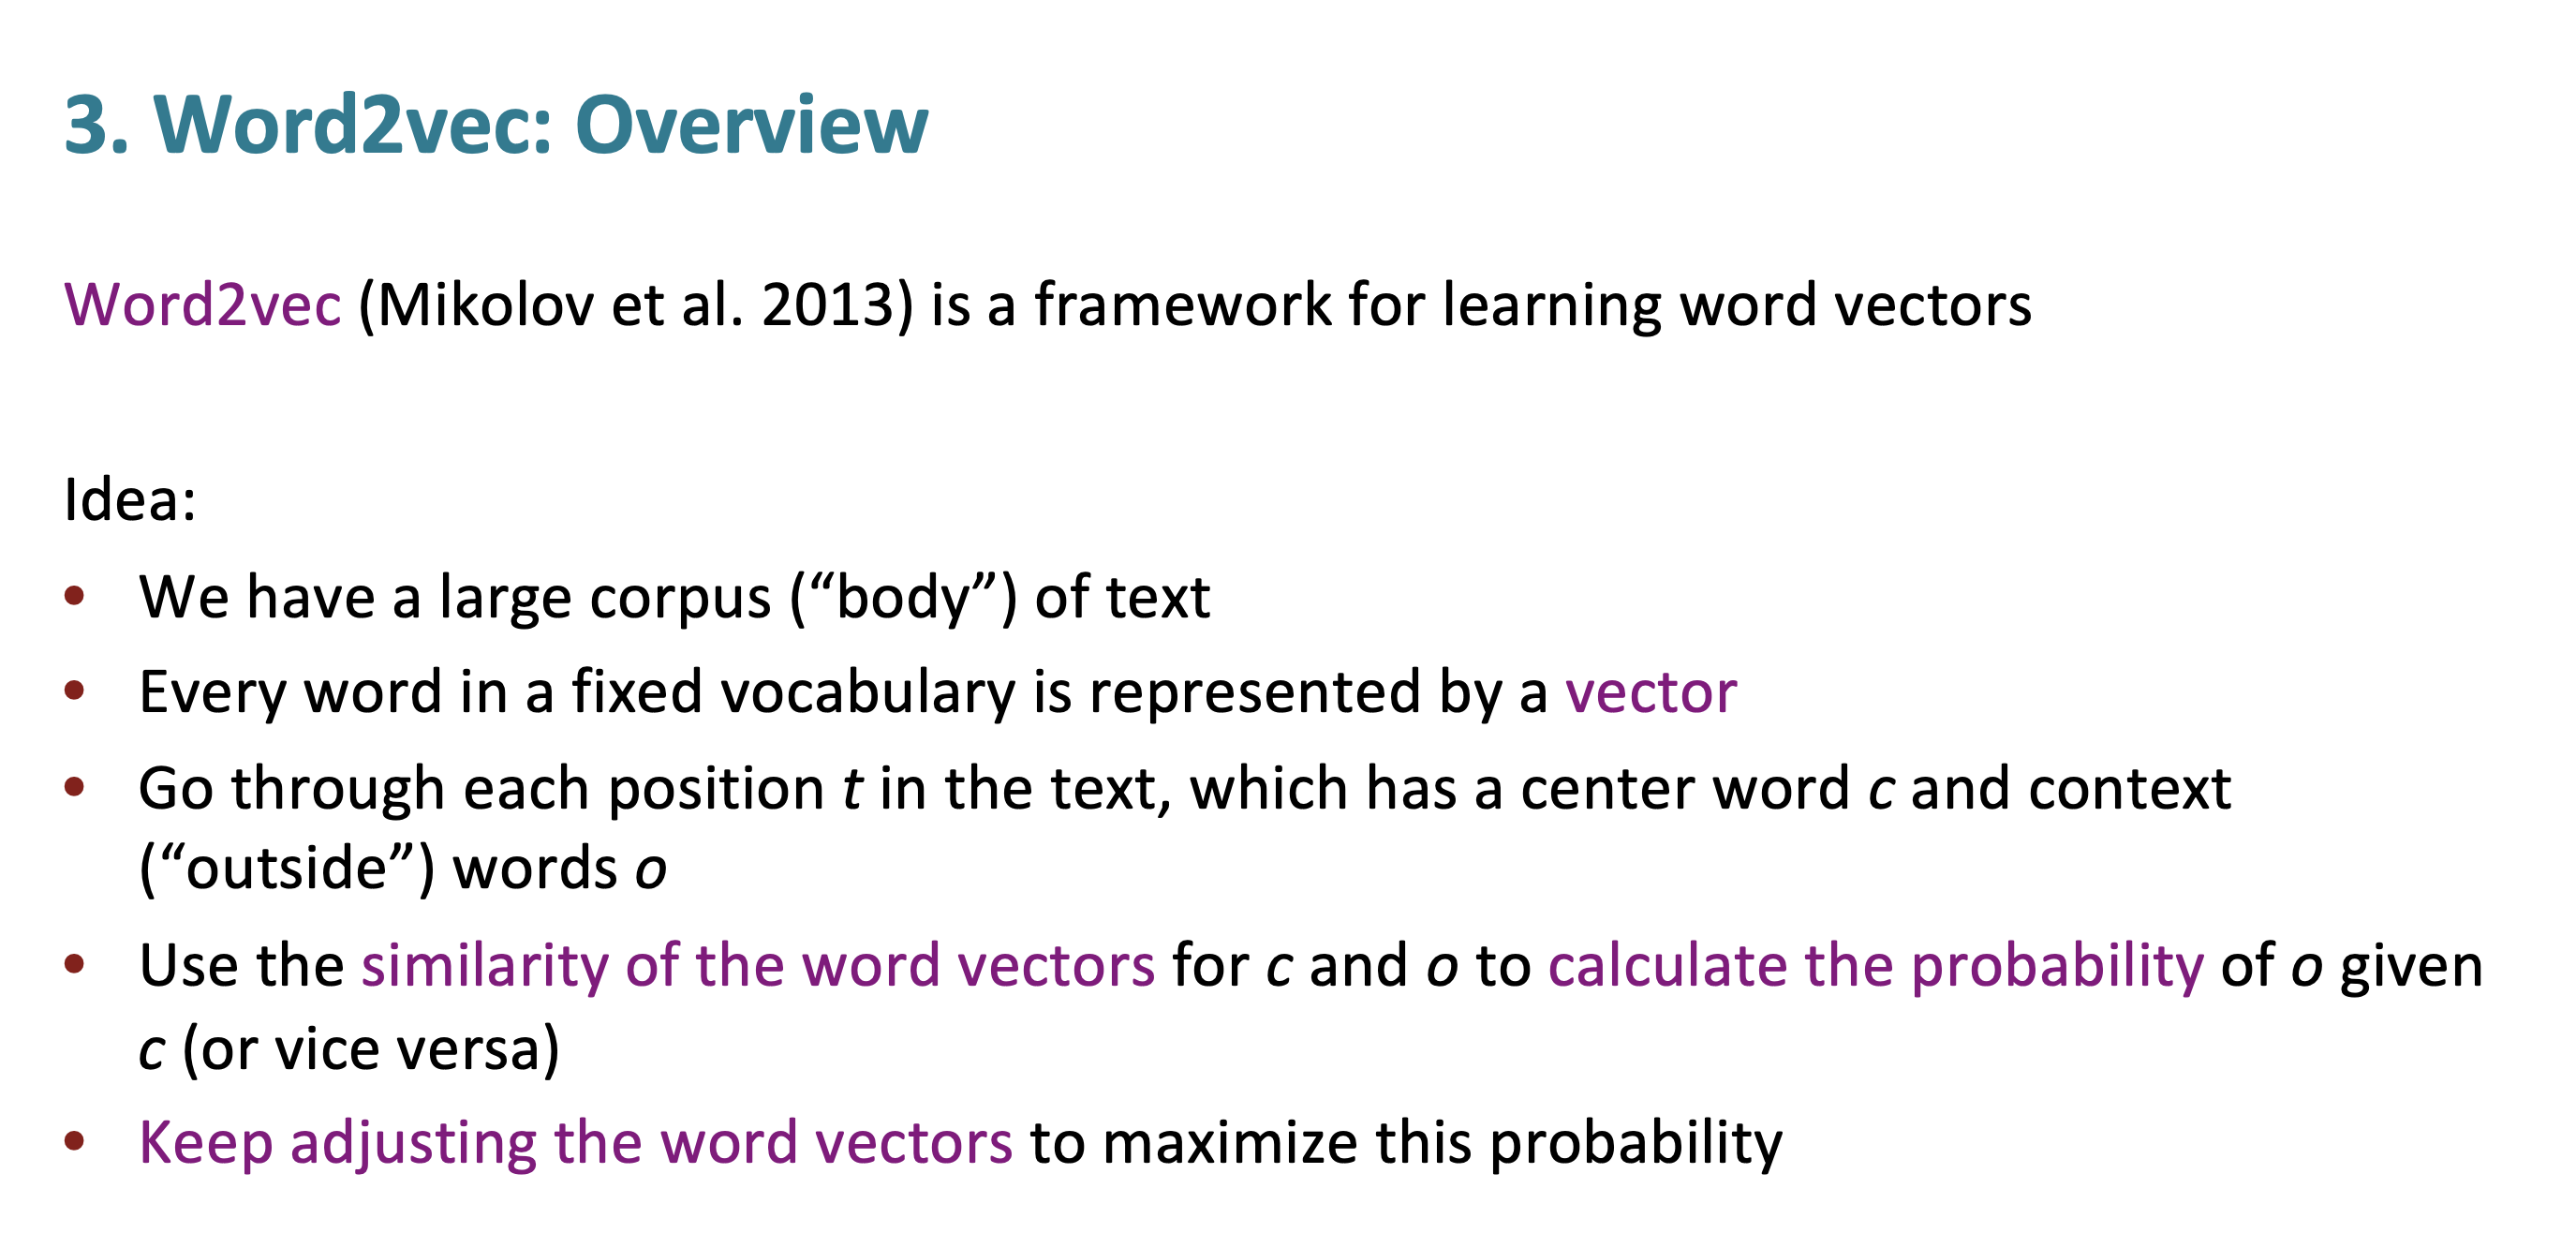 3. Word2vec: Overview
Word2vec (Mikolov et al. 2013) is a framework for learning word vectors
Idea:
• We have a large corpus (“body”) of text
• Every word in a fixed vocabulary is represented by a vector
• Go through each position t in the text, which has a center word c and context
(“outside”) words o
• Use the similarity of the word vectors for c and o to calculate the probability of o given
c (or vice versa)
• Keep adjusting the word vectors to maximize this probability